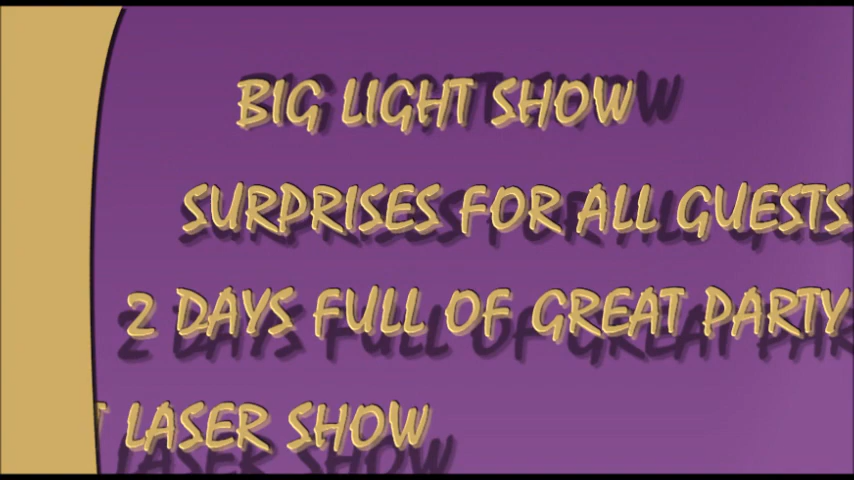 BIG LIGHT SHOW
SURPRISES FOR ALL GUESTS
2 DAYS FULL OF GREAT PARTY
LASER SHOW